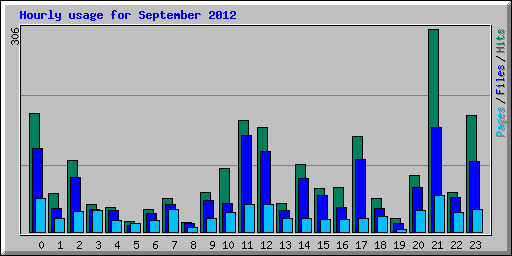 Hourly usage for September 2012
306
Pages / Files / Hits
0 1 2 3 4 5 6 7 8 9 10 11 12 13 14 15 16 17 18 19 20 21 22 23